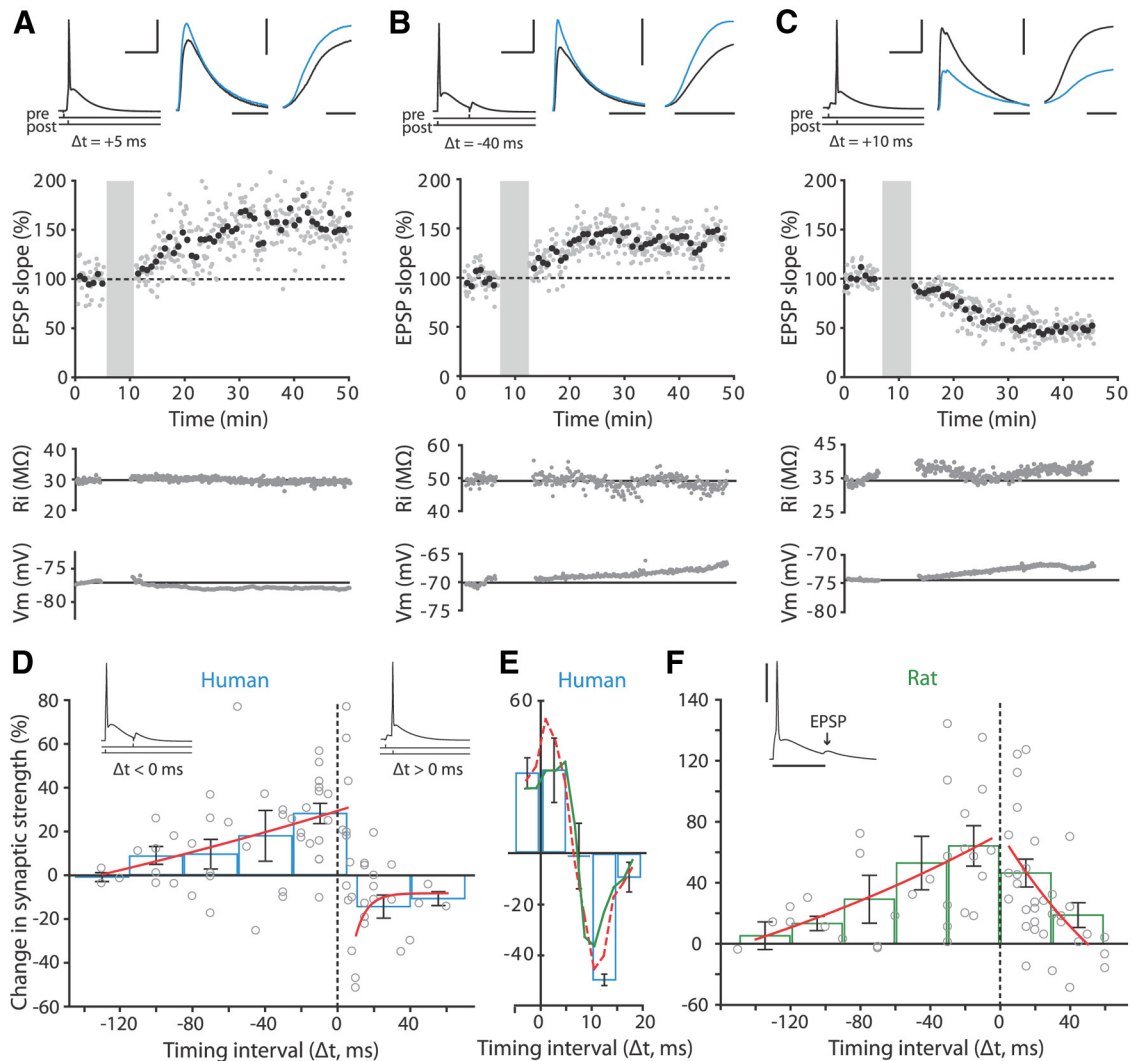 A
B
C
pre
post
Δt = +5 ms
pre
post
Δt = -40 ms
pre
post
Δt = +10 ms
EPSP slope (%)
200
150
100
50
0
0 10 20 30 40 50
Time (min)
EPSP slope (%)
200
150
100
50
0
0 10 20 30 40 50
Time (min)
EPSP slope (%)
200
150
100
50
0
0 10 20 30 40 50
Time (min)
Ri (MΩ)
40
30
20
Ri (MΩ)
60
50
40
Ri (MΩ)
45
35
25
Vm (mV)
-75
-80
Vm (mV)
-65
-70
-75
Vm (mV)
-70
-75
-80
D
Human
Δt < 0 ms
Δt > 0 ms
Change in synaptic strength (%)
80
60
40
20
0
-20
-40
-60
-120 -40 0 40
Timing interval (Δt, ms)
E
Human
60
-20
-40
0 10 20
Timing interval (Δt, ms)
F
Rat
EPSP
140
120
80
40
0
-60
-120 -40 0 40
Timing interval (Δt, ms)